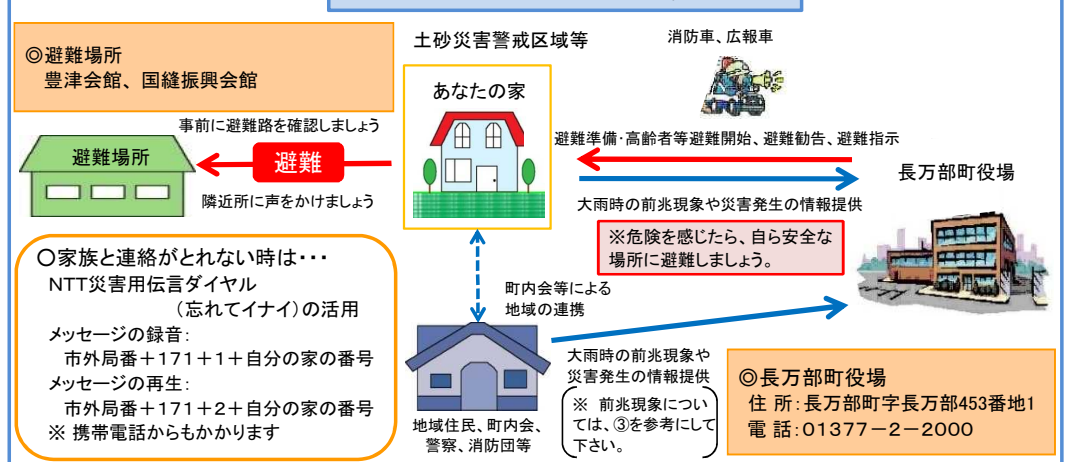 ◎避難場所
豊津会館、国縫振興会館
事前に避難路を確認しましょう
避難場所
避難
隣近所に声をかけましょう
土砂災害警戒区域等
あなたの家
消防車、広報車
避難準備・高齢者等避難開始、避難勧告、避難指示
長万部町役場
大雨時の前兆現象や災害発生の情報提供
※危険を感じたら、自ら安全な
場所に避難しましょう。
○家族と連絡がとれない時は・・・
NTT災害用伝言ダイヤル
(忘れてイナイ)の活用
メッセージの録音:
市外局番+171+1+自分の家の番号
メッセージの再生:
市外局番+171+2+自分の家の番号
※ 携帯電話からもかかります
町内会等による
地域の連携
地域住民、町内会、
警察、消防団等
大雨時の前兆現象や
災害発生の情報提供
※ 前兆現象につい
ては、③を参考にして
下さい。
◎長万部町役場
住 所:長万部町字長万部453番地1
電 話:01377-2-2000